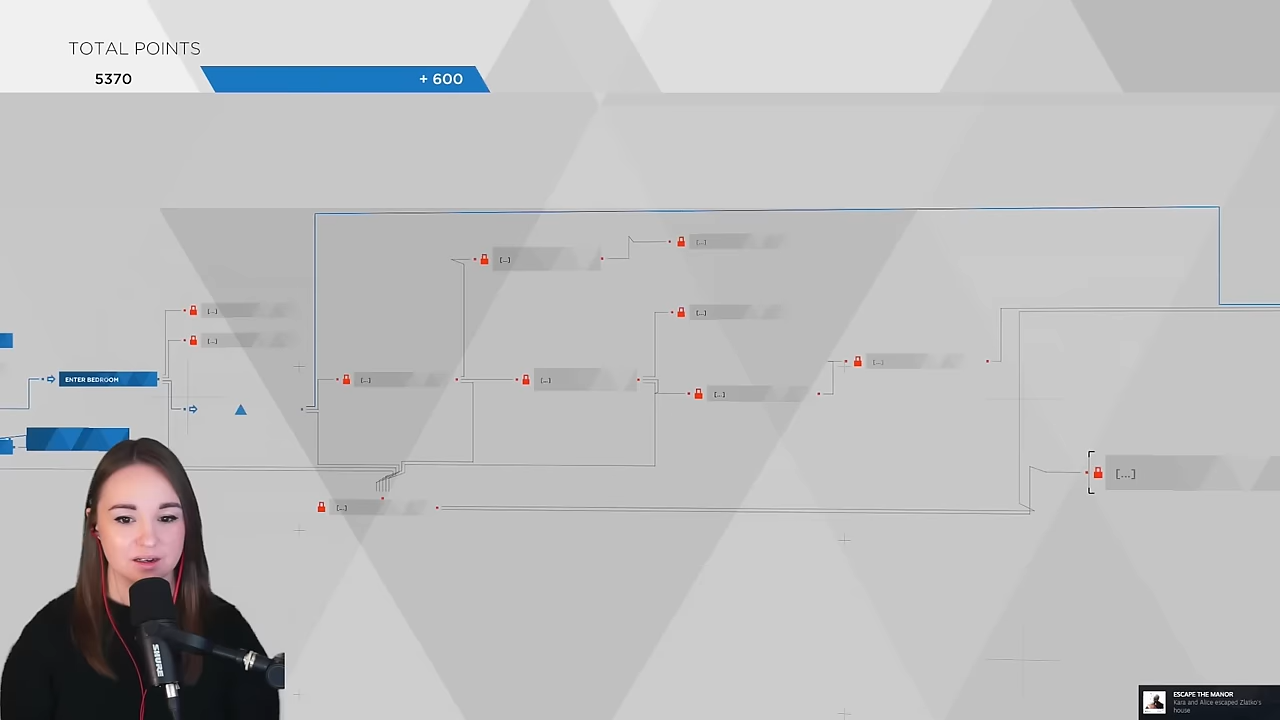 TOTAL POINTS
5370
+ 600
[...]
[...]
[...]
[...]
[...]
[...]
[...]
[...]
ENTER BEDROOM
[...]
[...]
[...]
[...]
SHURE
ESCAPE THE MANOR
Kara and Alice escaped Zlatko's
house